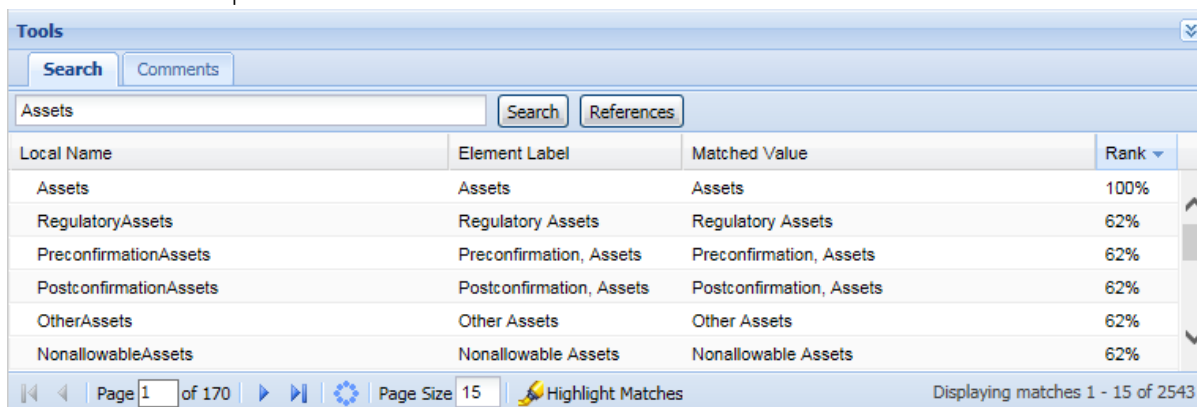 Tools
Search Comments
Assets Search References
Local Name Element Label Matched Value Rank
Assets Assets Assets 100%
RegulatoryAssets Regulatory Assets Regulatory Assets 62%
PreconfirmationAssets Preconfirmation, Assets Preconfirmation, Assets 62%
PostconfirmationAssets Postconfirmation, Assets Postconfirmation, Assets 62%
OtherAssets Other Assets Other Assets 62%
NonallowableAssets Nonallowable Assets Nonallowable Assets 62%
Page 1 of 170 Page Size 15 Highlight Matches Displaying matches 1 - 15 of 2543